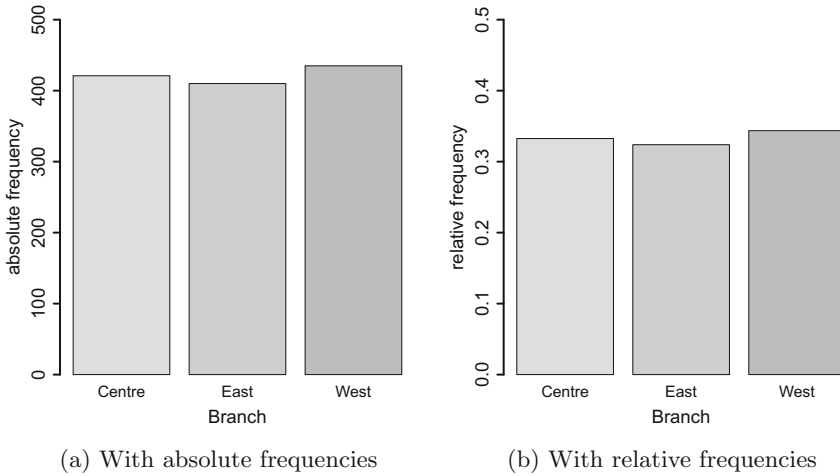 500
400
300
200
100
0
absolute frequency
Centre East West
Branch
(a) With absolute frequencies
0.5
0.4
0.3
0.2
0.1
0.0
relative frequency
Centre East West
Branch
(b) With relative frequencies